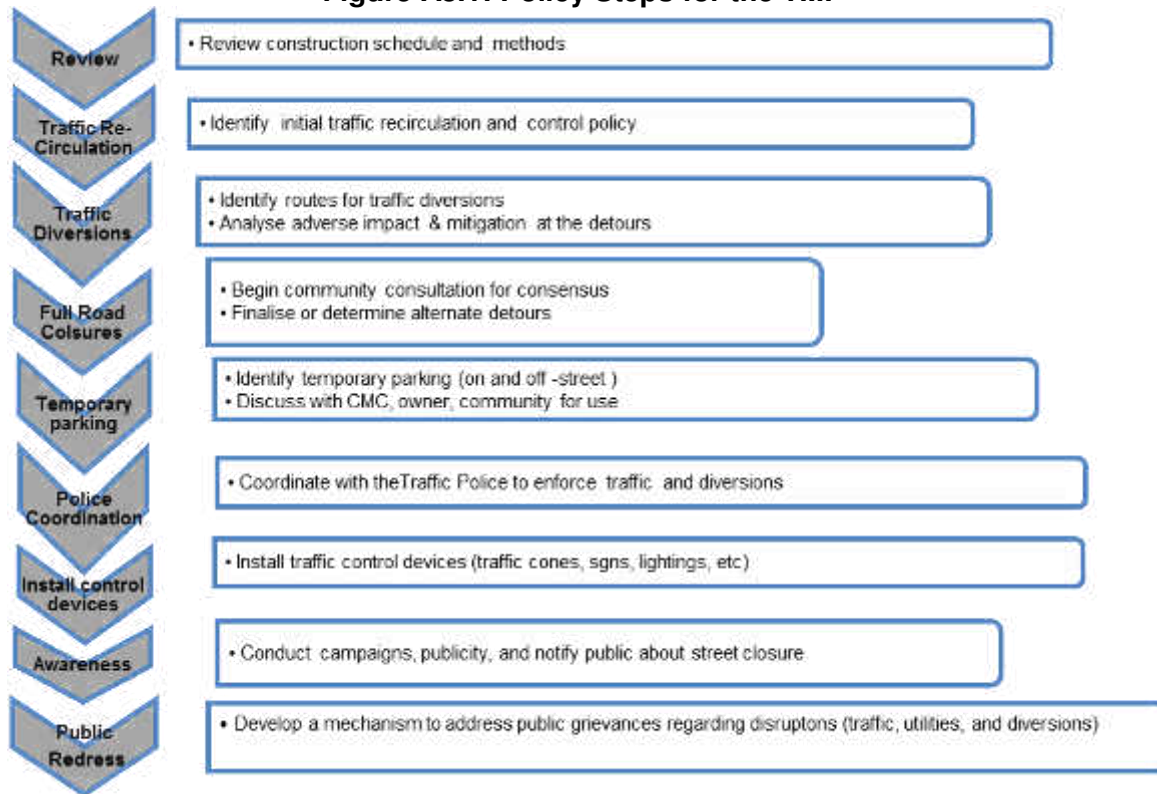 Policy Steps for the
Review
• Review construction schedule and methods
Traffic Re-
Circulation
• Identify initial traffic recirculation and control policy
Traffic
Diversions
• Identify routes for traffic diversions
• Analyse adverse impact & mitigation at the detours
Full Road
Colsures
• Begin community consultation for consensus
• Finalise or determine alternate detours
Temporary
parking
• Identify temporary parking (on and off -street )
• Discuss with CMC, owner, community for use
Police
Coordination
• Coordinate with theTraffic Police to enforce traffic and diversions
Install control
devices
• Install traffic control devices (traffic cones, sgns, lightings, etc)
Awareness
• Conduct campaigns, publicity, and notify public about street closure
Public
Redress
• Develop a mechanism to address public grievances regarding disruptons (traffic, utilities, and diversions)